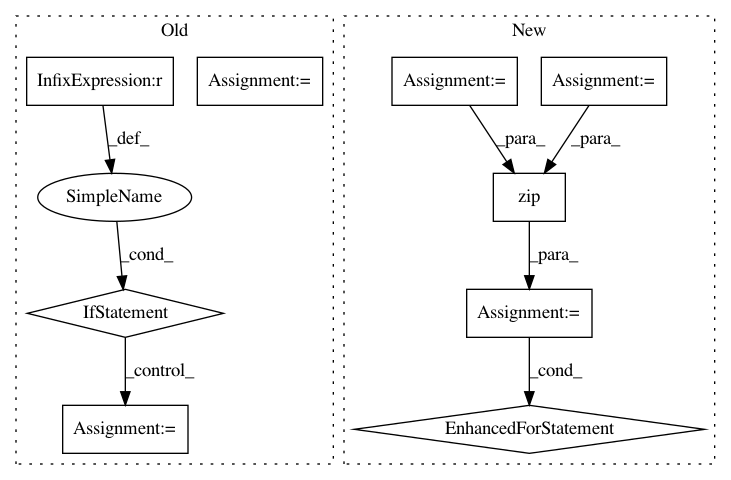 Old
New
InfixExpression:r
Assignment:=
Assignment:=
Assignment:=
_def_
_para_
_para_
SimpleName
zip
_cond_
_para_
IfStatement
Assignment:=
_control_
_cond_
Assignment:=
EnhancedForStatement